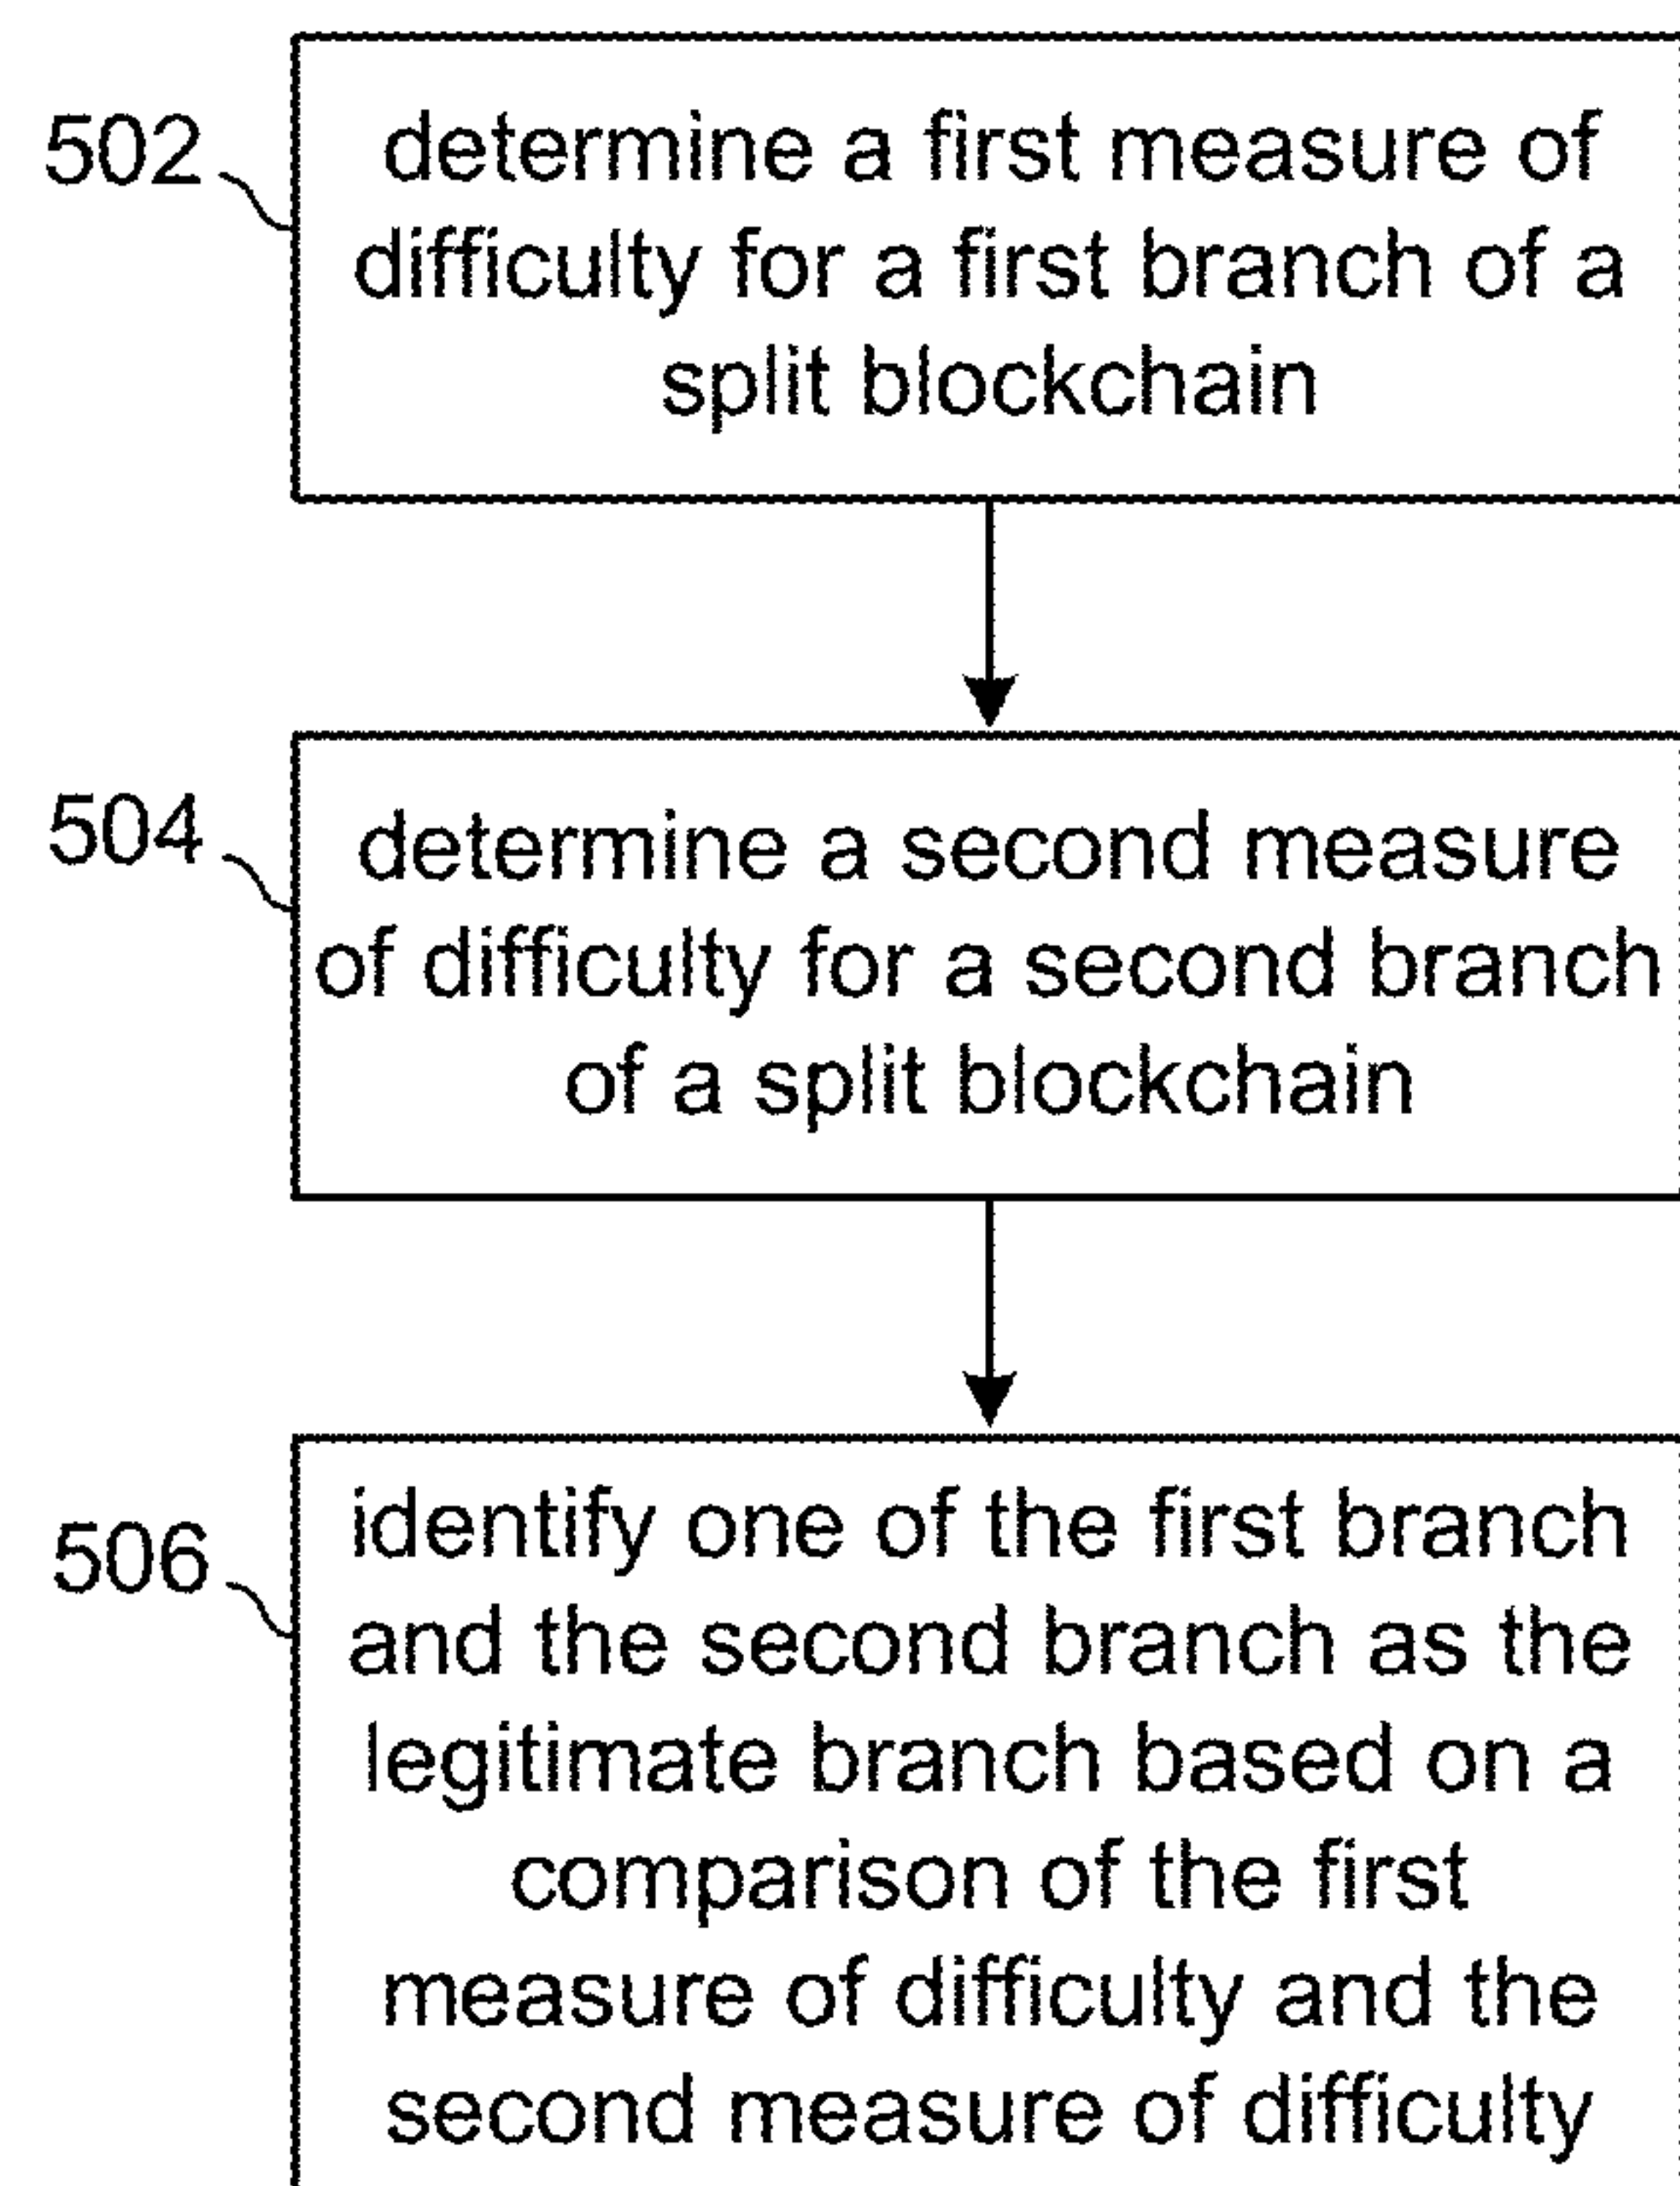 502
determine a first measure of
difficulty for a first branch of a
split blockchain
504
determine a second measure
of difficulty for a second branch
of a split blockchain
506
identify one of the first branch
and the second branch as the
legitimate branch based on a
comparison of the first
measure of difficulty and the
second measure of difficulty